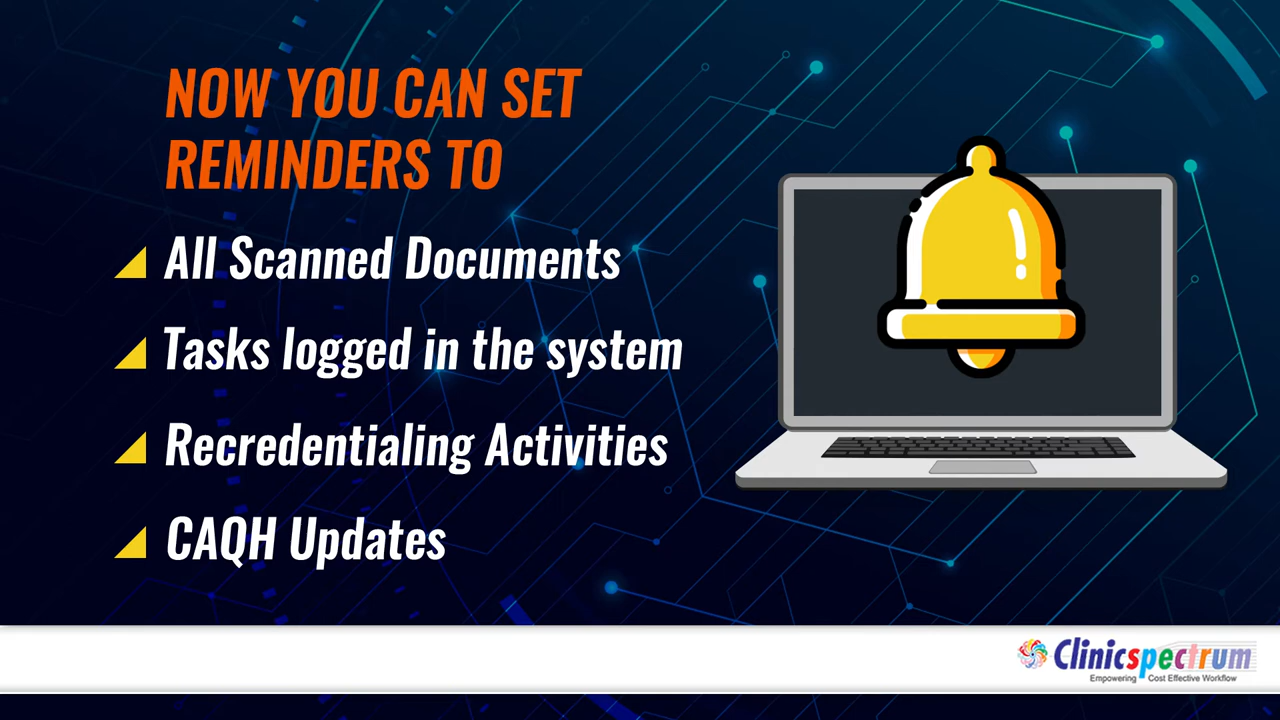 NOW YOU CAN SET
REMINDERS TO
All Scanned Documents
Tasks logged in the system
Recredentialing Activities
CAQH Updates
Clinicspectrum
Empowering Cost Effective Workflow